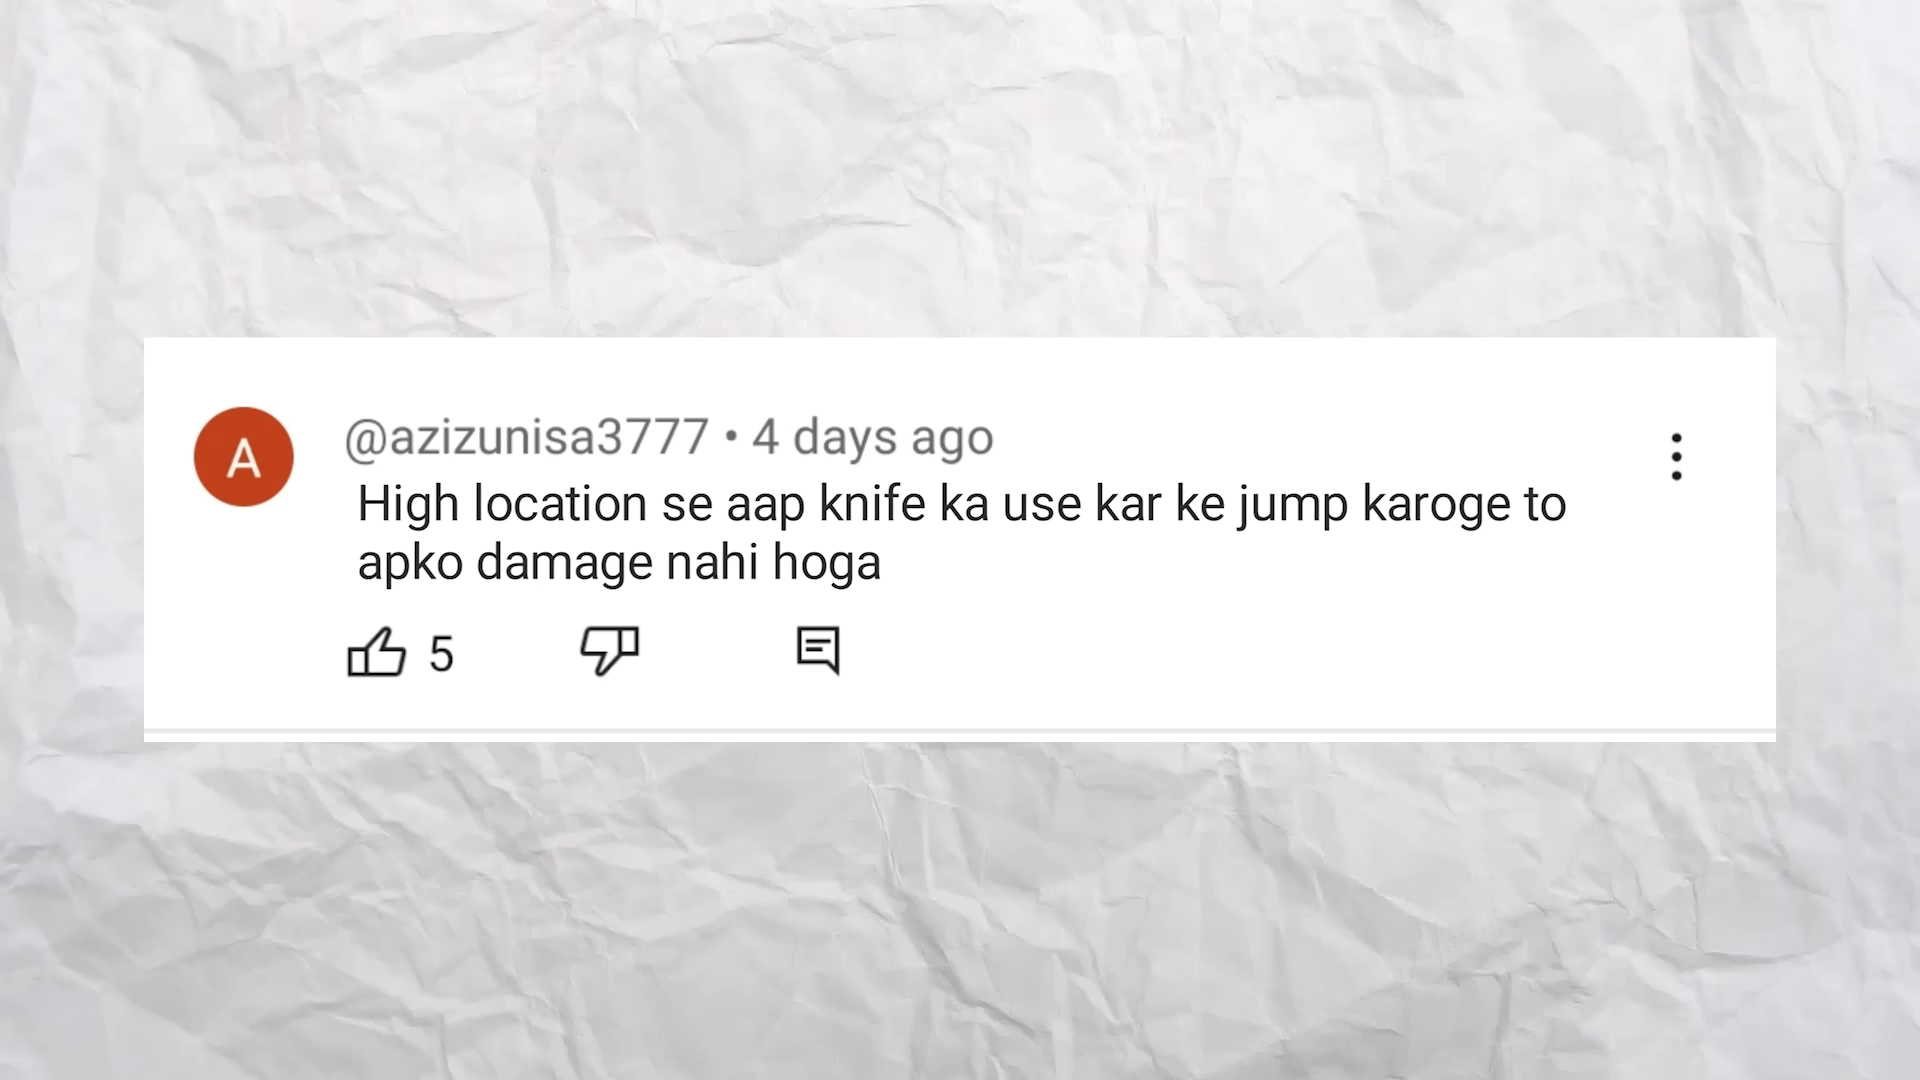 A
@azizunisa3777 • 4 days ago
High location se aap knife ka use kar ke jump karoge to
apko damage nahi hoga
5